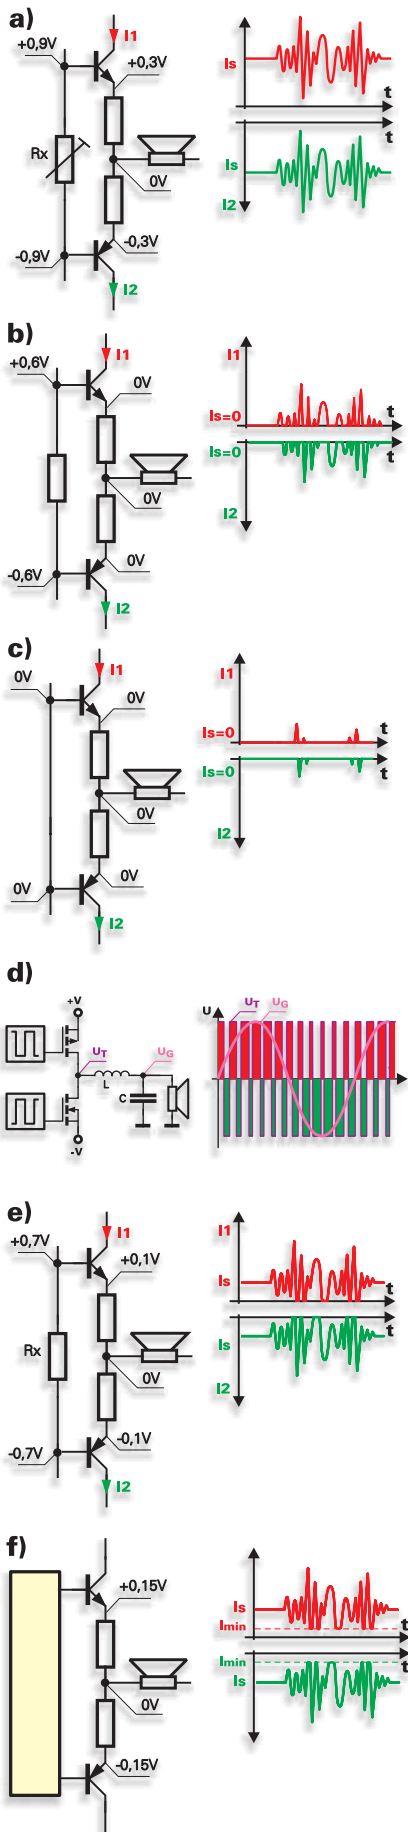 a)
I1
+0,9V
+0,3V
Is
t
Rx
t
0V
Is
-0,3V
-0,9V
I2
I2
b)
I1
I1
+0,6V
0V
Is=0
t
Is=0
t
0V
I2
0V
-0,6V
I2
c)
I1
I1
0V
0V
Is=0
t
Is=0
t
0V
I2
0V
0V
I2
d)
+V
U
UT
UG
UT
UG
L
C
-V
e)
I1
I1
+0,7V
+0,1V
Is
t
t
Rx
Is
0V
I2
-0,1V
-0,7V
I2
f)
+0,15V
Is
Imin
t
Imin
t
Is
0V
-0,15V